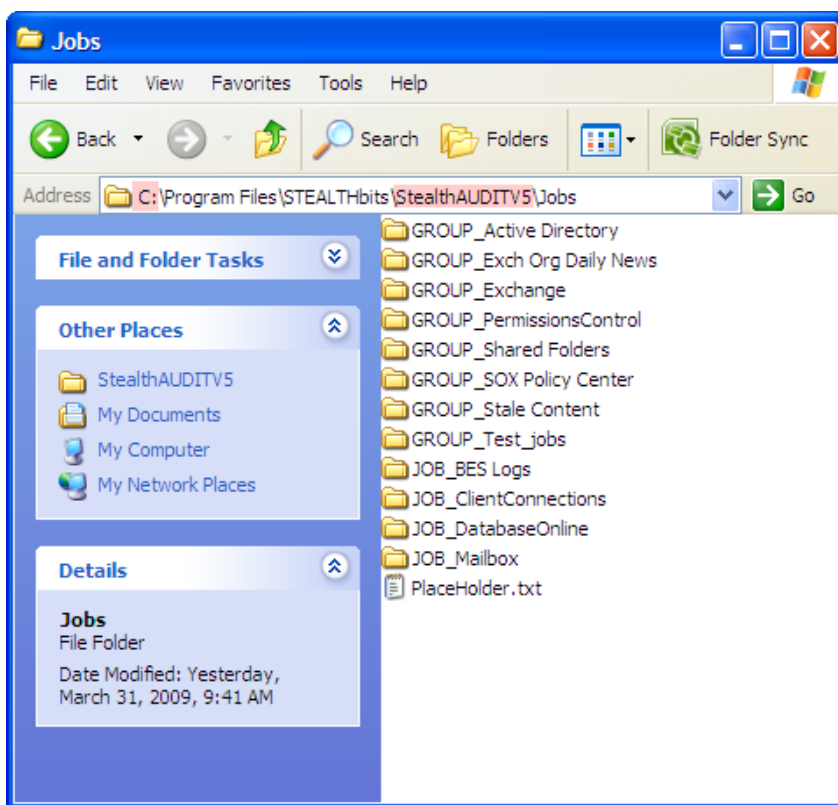 Jobs
File Edit View Favorites Tools Help
Back Search Folders Folder Sync
Address C:\Program Files\STEALTHbits\StealthAUDITV5\Jobs Go
File and Folder Tasks
Other Places
StealthAUDITV5
My Documents
My Computer
My Network Places
Details
Jobs
File Folder
Date Modified: Yesterday,
March 31, 2009, 9:41 AM
GROUP_Active Directory
GROUP_Exch Org Daily News
GROUP_Exchange
GROUP_PermissionsControl
GROUP_Shared Folders
GROUP_SOX Policy Center
GROUP_Stale Content
GROUP_Test_jobs
JOB_BES Logs
JOB_ClientConnections
JOB_DatabaseOnline
JOB_Mailbox
PlaceHolder.txt